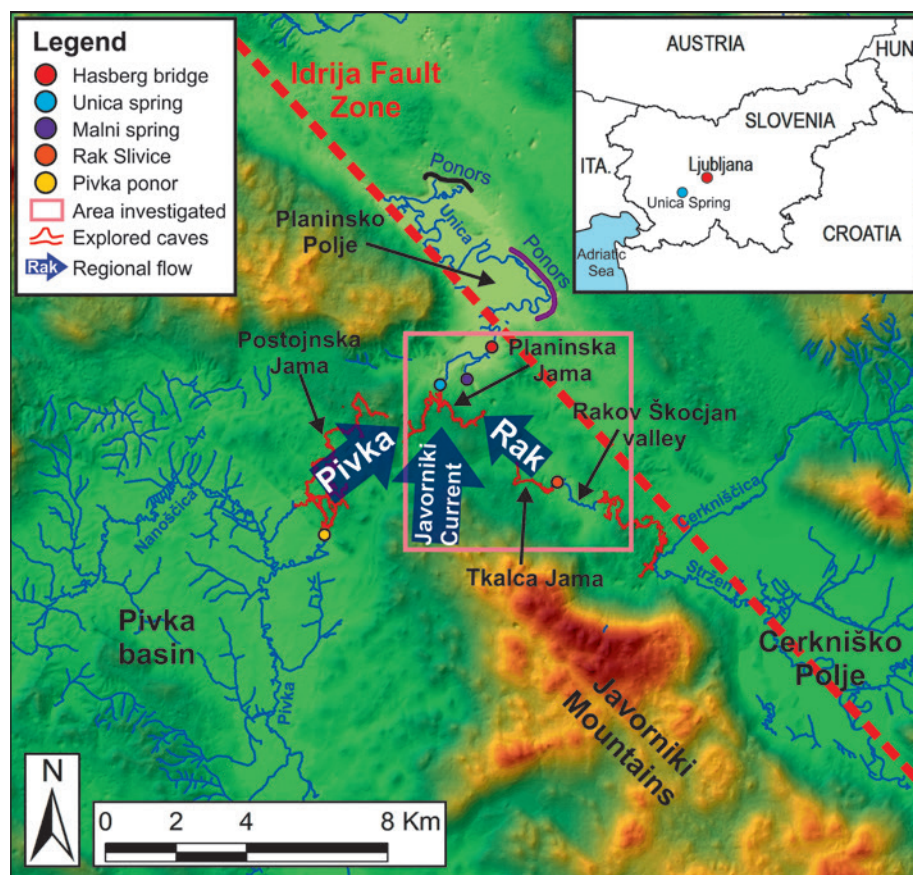 Legend
Hasberg bridge
Unica spring
Malni spring
Rak Slivice
Pivka ponor
Area investigated
Explored caves
Rak Regional flow
Idrija Fault
Zone
AUSTRIA
HUN
SLOVENIA
ITA.
Ljubljana
Unica Spring
CROATIA
Adriatic
Sea
Ponors
Unica
Planinsko
Polje
Ponors
Postojnska
Jama
Planinska
Jama
Rakov Škocjan
valley
Pivka
Javorniki
Current
Rak
Nanoščica
Cerkniščica
Stržen
Tkalca Jama
Pivka
basin
Pivka
Cerkniško
Polje
Javorniki
Mountains
N
0 2 4 8 Km